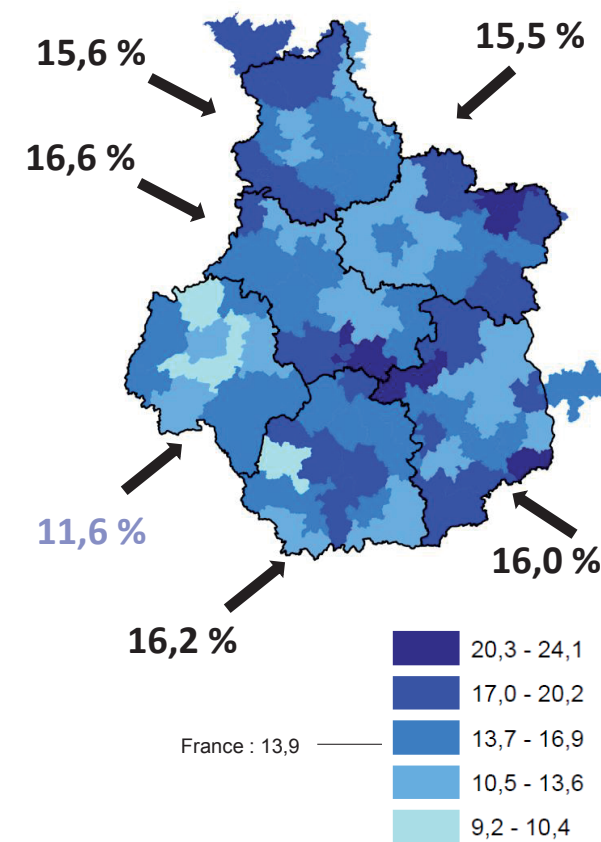 15,6 %
15,5 %
16,6 %
11,6 %
16,0 %
16,2 %
20,3 - 24,1
17,0 - 20,2
France : 13,9
13,7 - 16,9
10,5 - 13,6
9,2 - 10,4